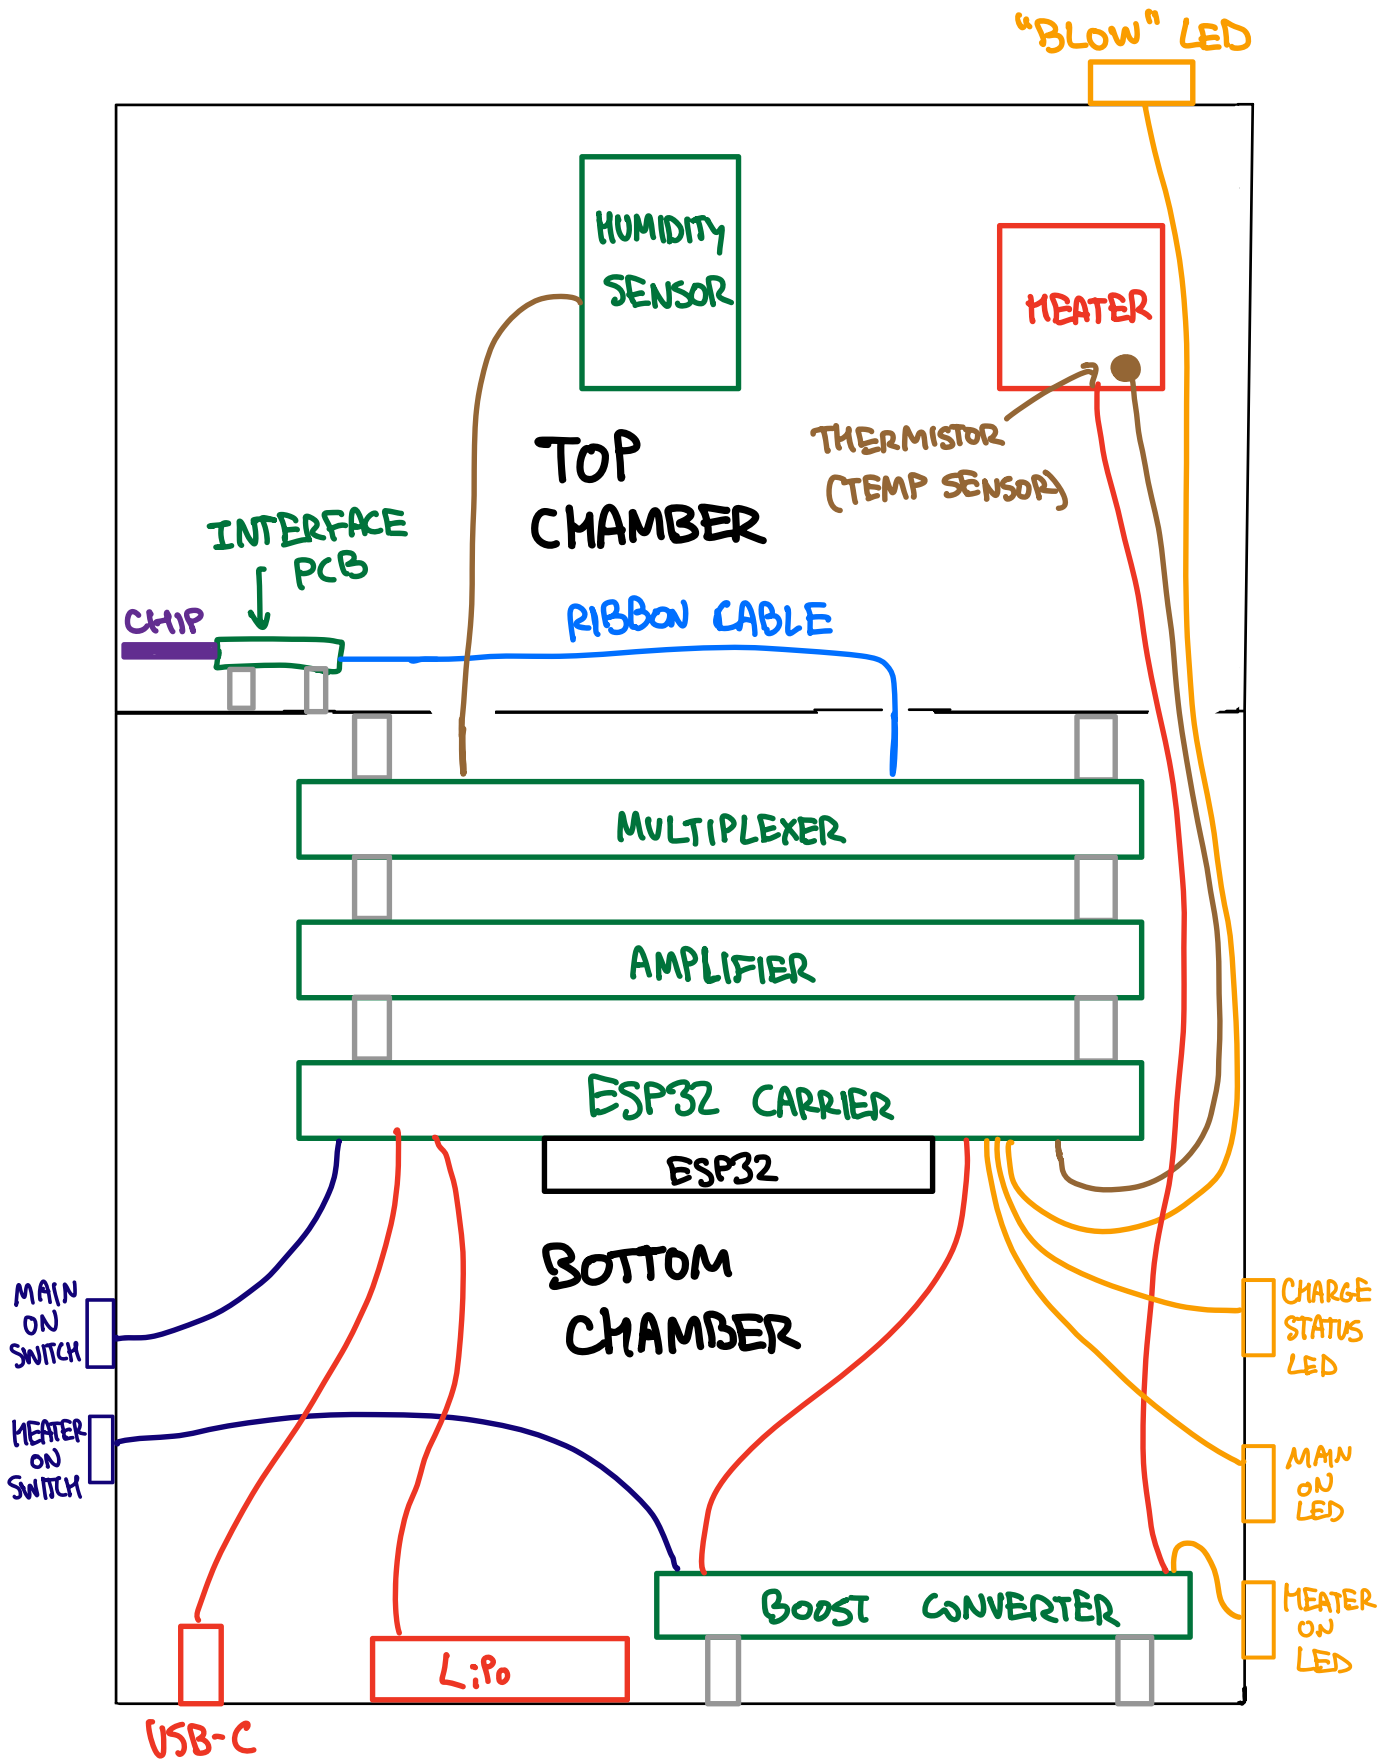 "BLOW" LED
HUMIDITY
SENSOR
HEATER
THERMISTOR
(TEMP SENSOR)
TOP
CHAMBER
INTERFACE
PCB
CHIP
RIBBON CABLE
MULTIPLEXER
AMPLIFIER
ESP32 CARRIER
ESP32
BOTTOM
CHAMBER
MAIN
ON
SWITCH
HEATER
ON
SWITCH
CHARGE
STATUS
LED
MAIN
ON
LED
HEATER
ON
LED
BOOST CONVERTER
LiPo
USB-C